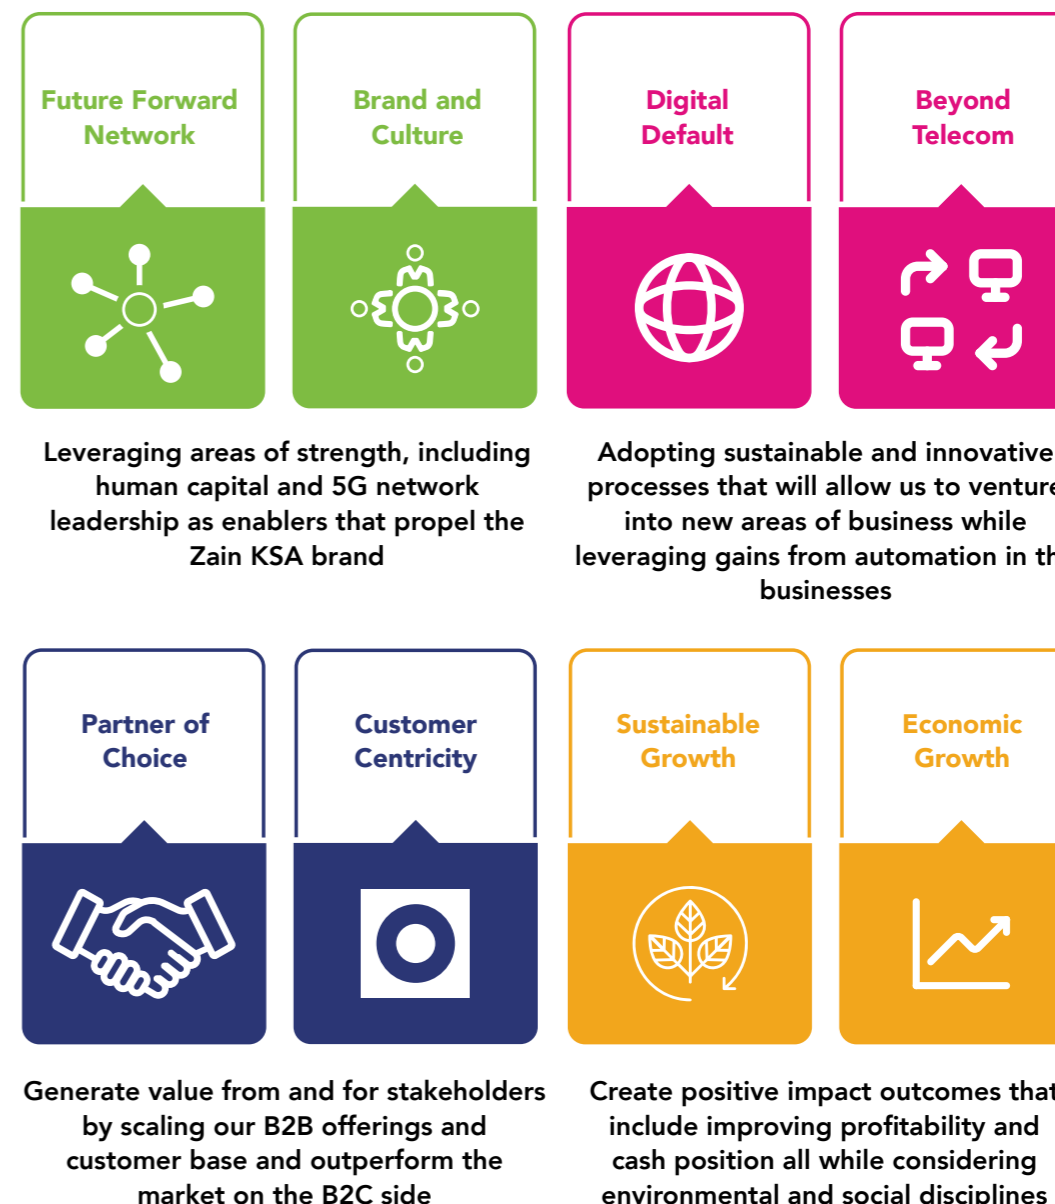 Future Forward
Network
Brand and
Culture
Digital
Default
Beyond
Telecom
Leveraging areas of strength, including
human capital and 5G network
leadership as enablers that propel the
Zain KSA brand
Adopting sustainable and innovative
processes that will allow us to venture
into new areas of business while
leveraging gains from automation in th
businesses
Partner of
Choice
Customer
Centricity
Sustainable
Growth
Economic
Growth
Generate value from and for stakeholders
by scaling our B2B offerings and
customer base and outperform the
market on the B2C side
Create positive impact outcomes that
include improving profitability and
cash position all while considering
environmental and social disciplines